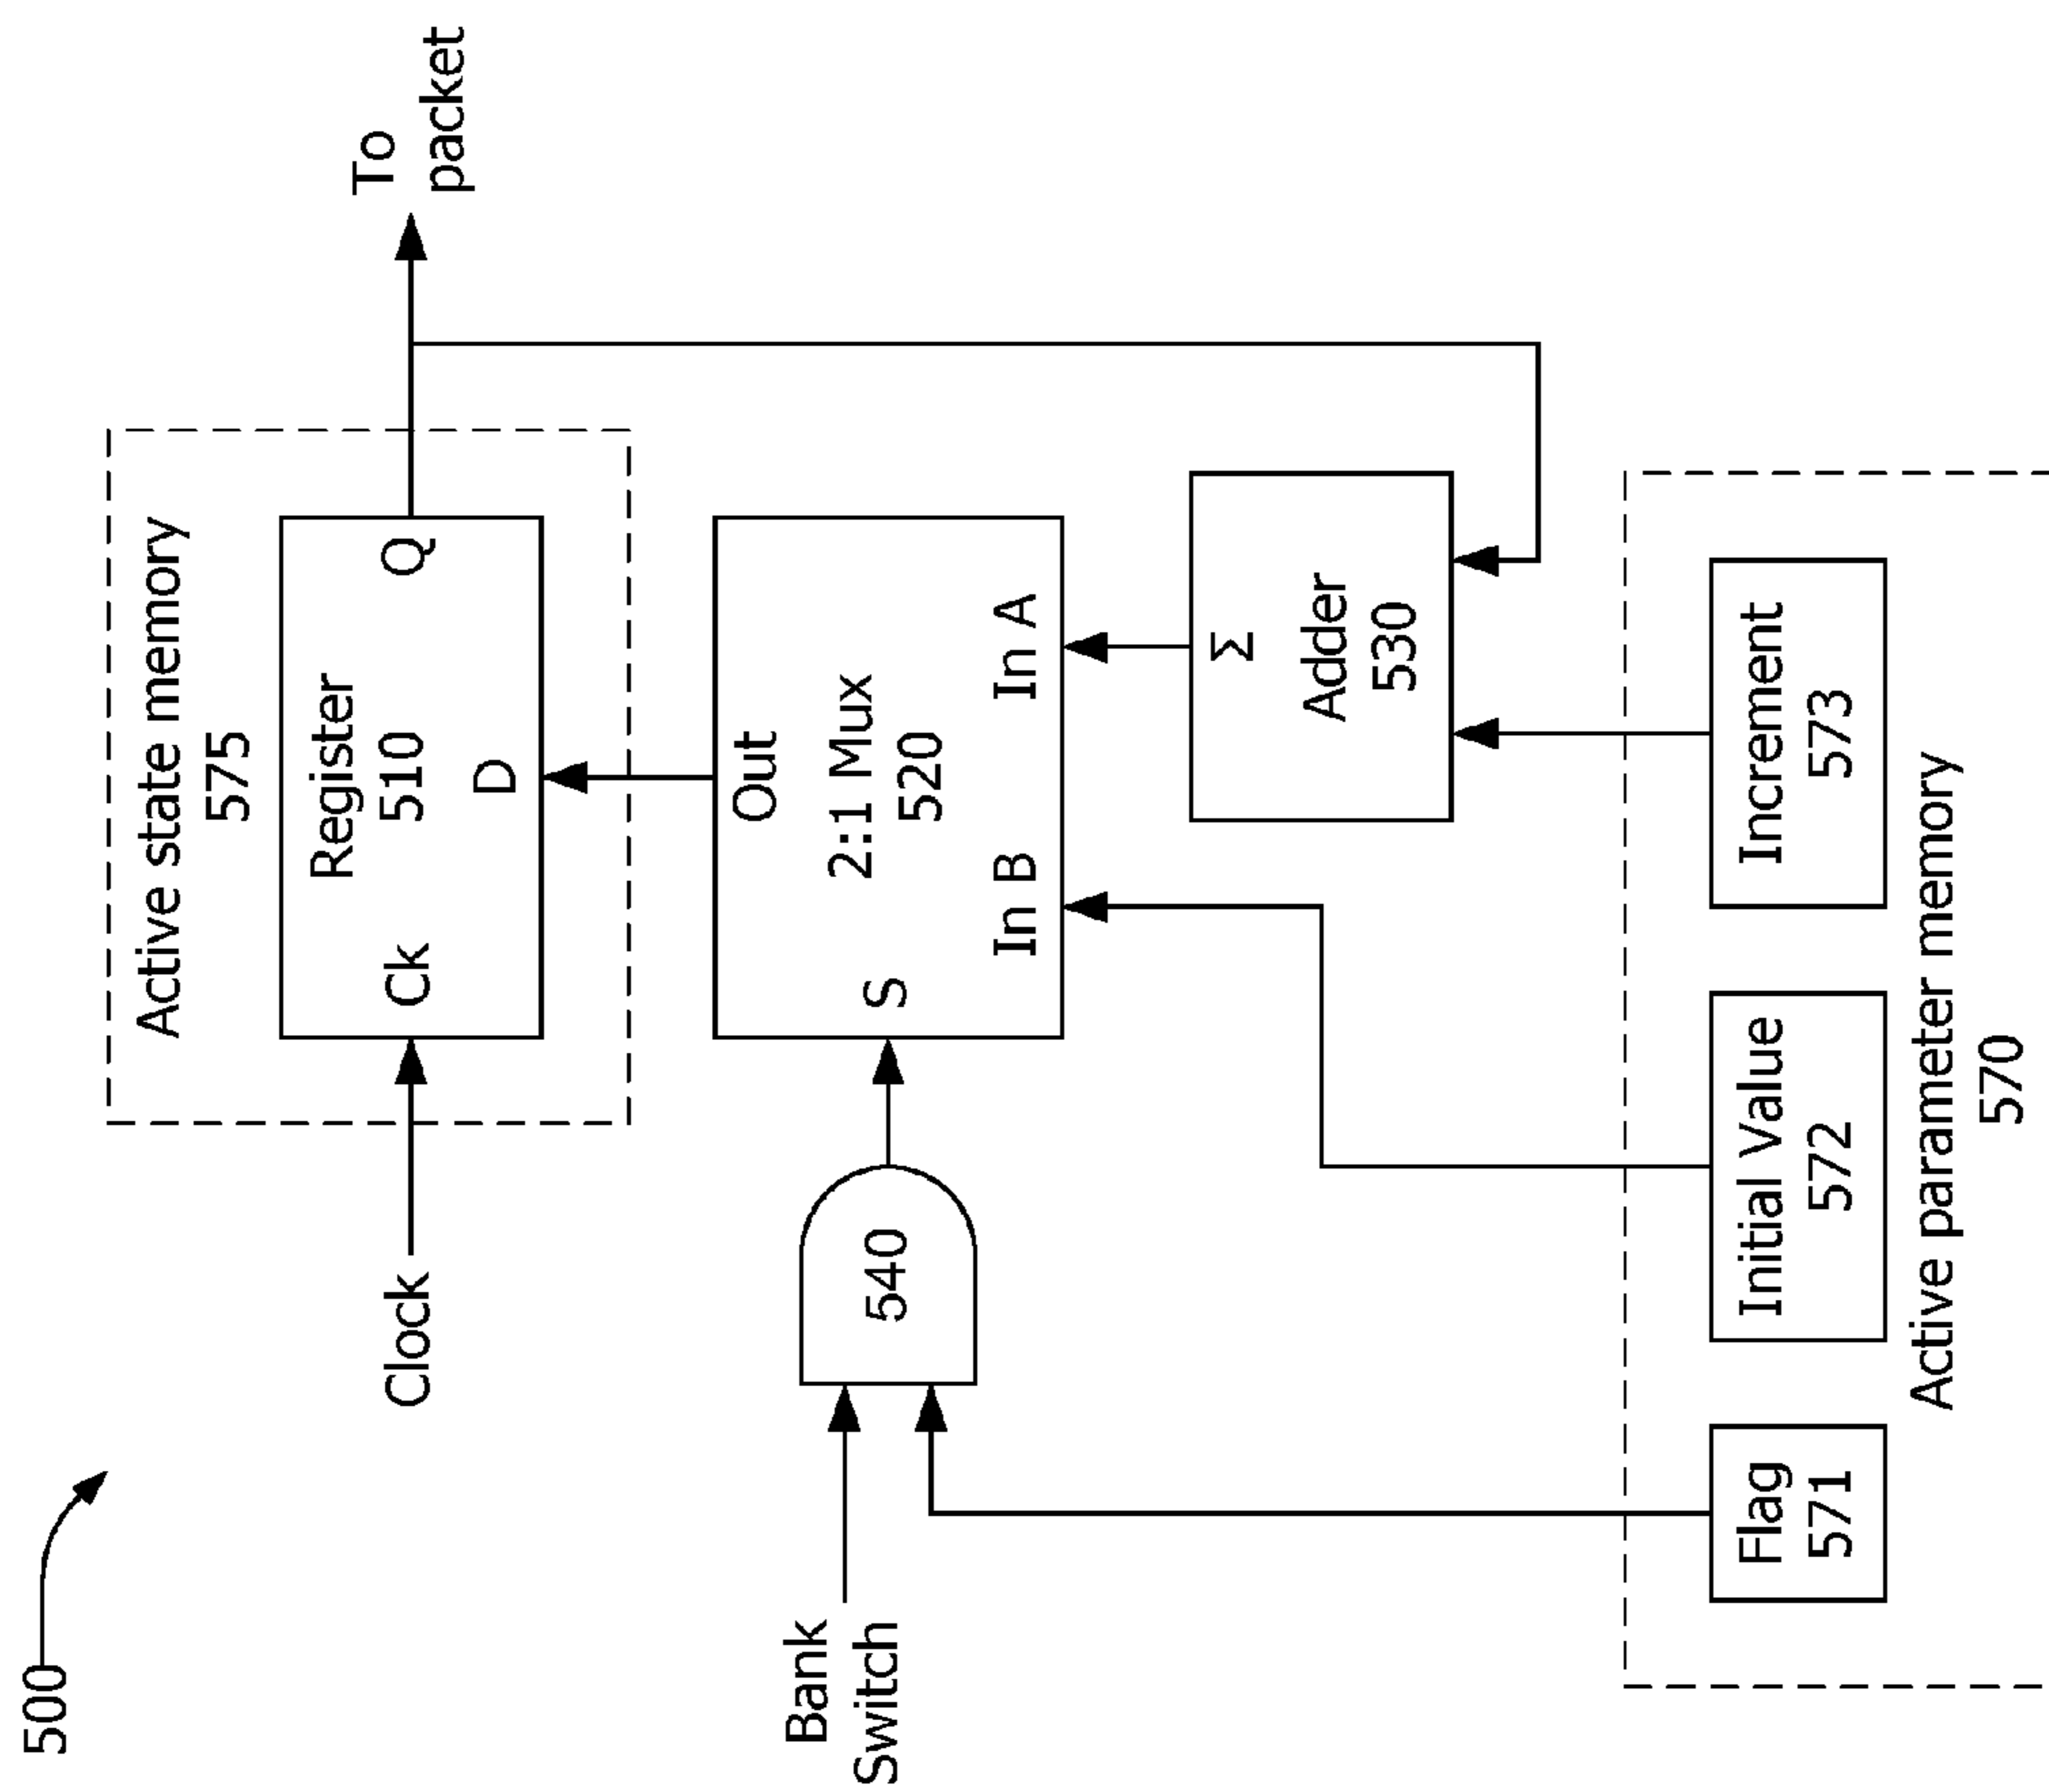 500
Active state memory
575
Clock
Ck
Register
510
Q
D
To
packet
Bank
Switch
540
S
Out
2:1 Mux
520
In B
In A
Σ
Adder
530
Flag
571
Initial Value
572
Increment
573
Active parameter memory
570